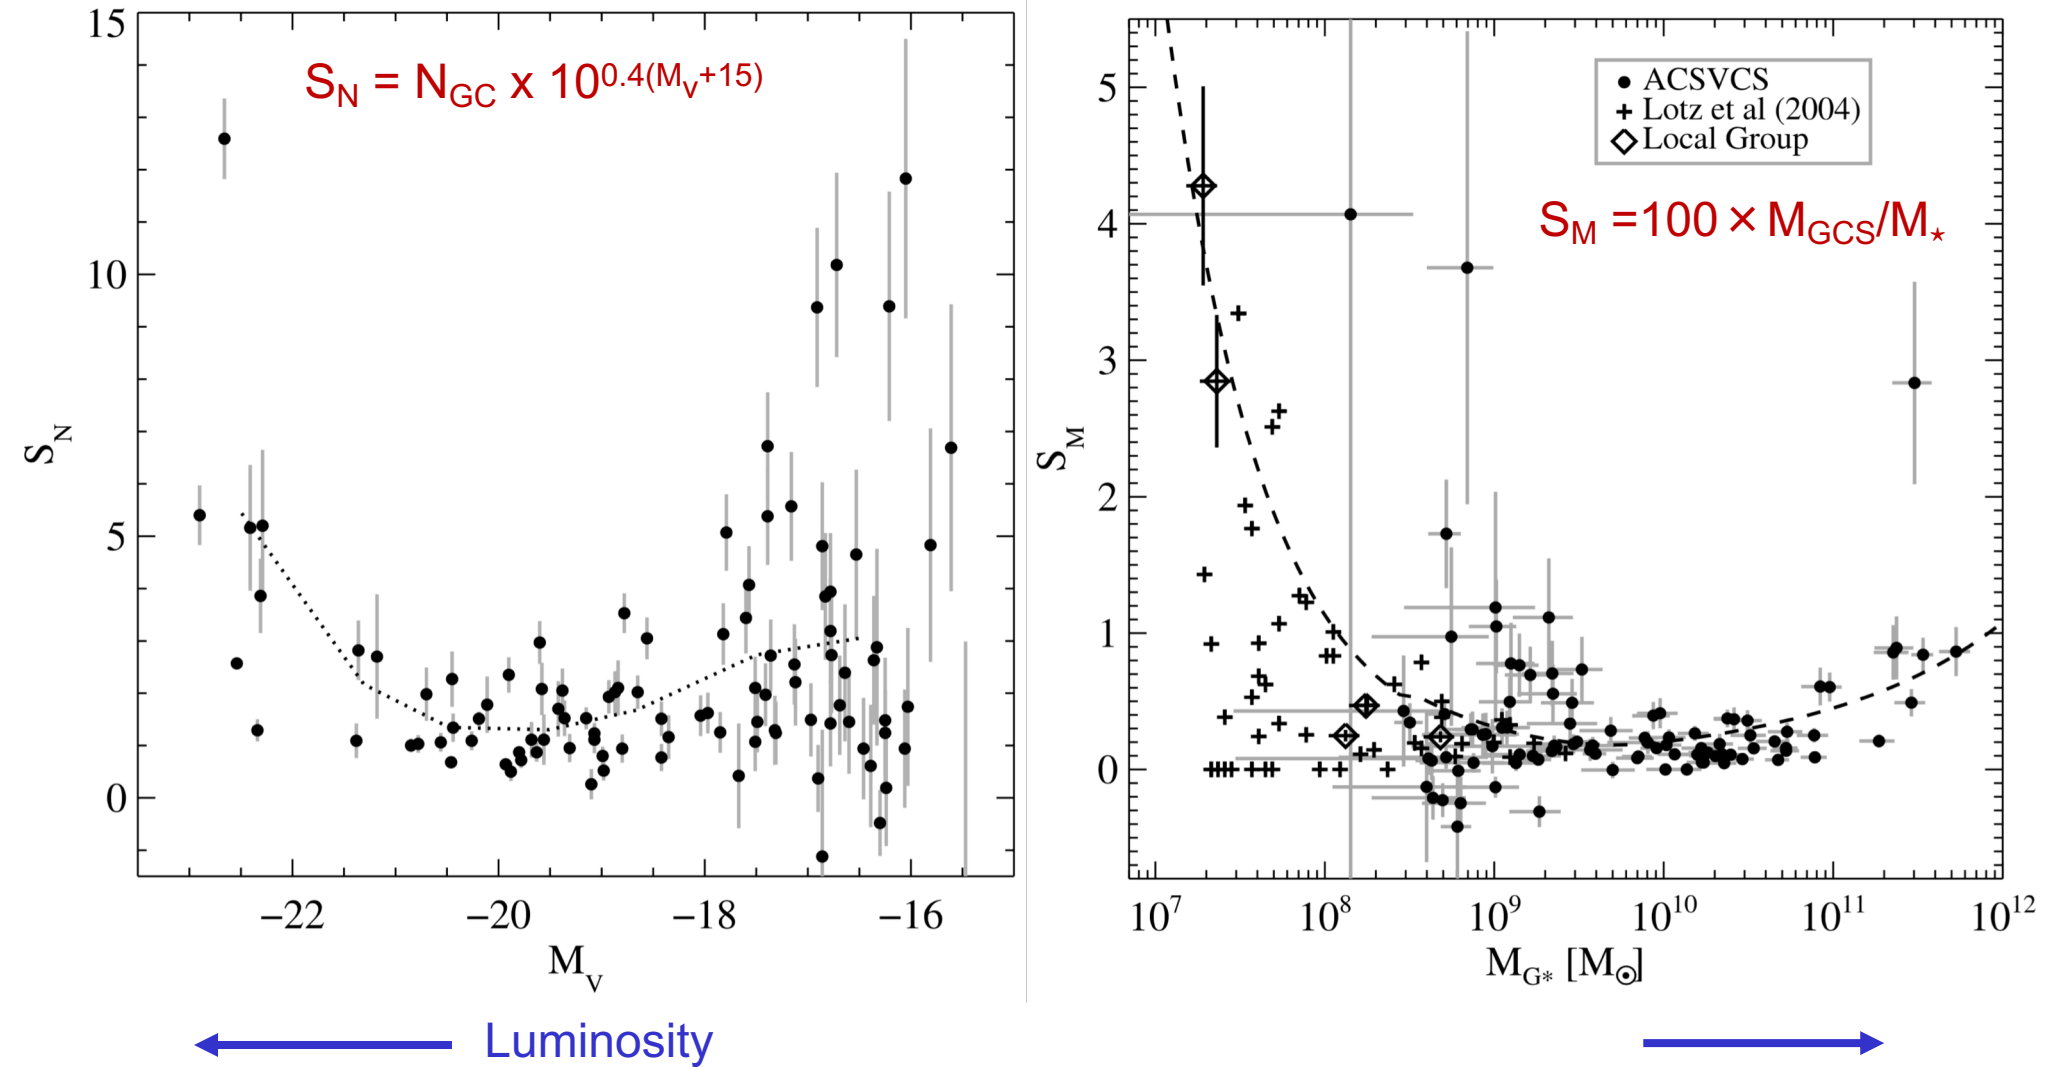 15
10
5
0
S_N
S_N = N_GC x 10^0.4(M_V+15)
−22 −20 −18 −16
M_V
5
4
3
2
1
0
S_M
ACSVCS
Lotz et al (2004)
Local Group
S_M =100 × M_GCS/M_⋆
10^7 10^8 10^9 10^10 10^11 10^12
M_G* [M_⊙]
Luminosity